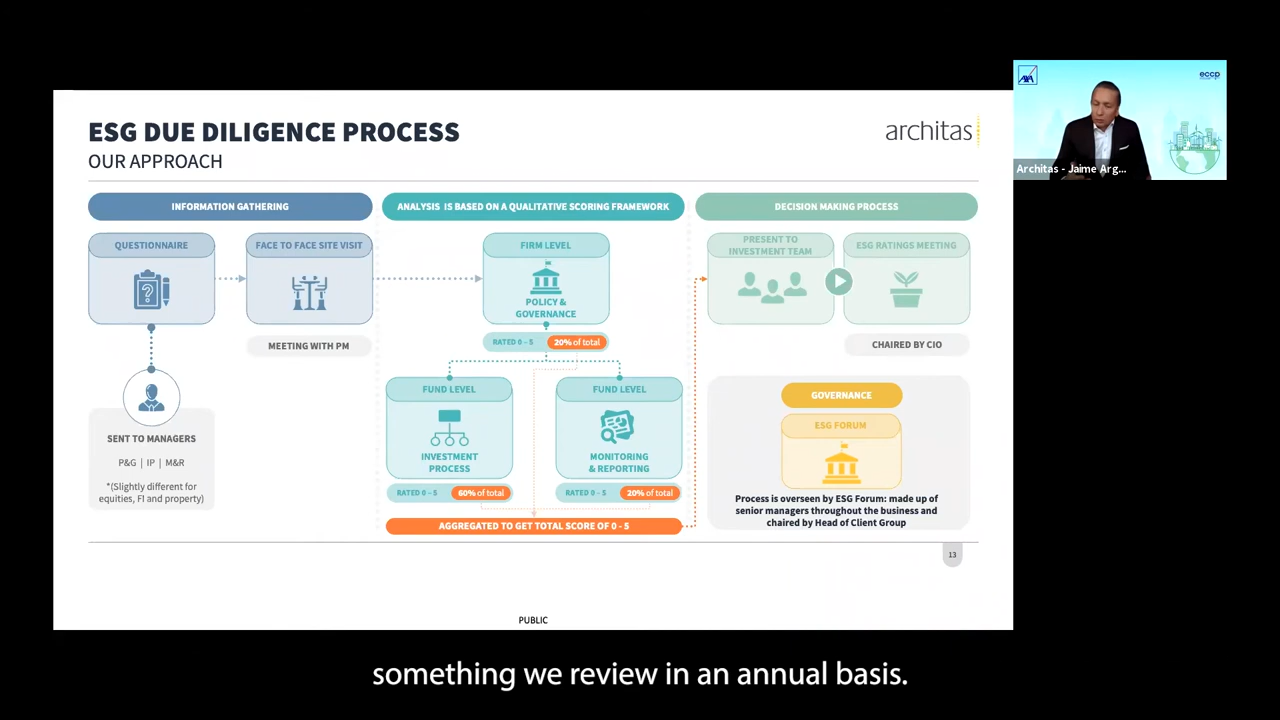 ESG DUE DILIGENCE PROCESS
OUR APPROACH
architas
AXA
eccp
Architas - Jaime Arg...
INFORMATION GATHERING
ANALYSIS IS BASED ON A QUALITATIVE SCORING FRAMEWORK
DECISION MAKING PROCESS
QUESTIONNAIRE
FACE TO FACE SITE VISIT
MEETING WITH PM
SENT TO MANAGERS
P&G | IP | M&R
*(Slightly different for
equities, FI and property)
FIRM LEVEL
POLICY &
GOVERNANCE
RATED 0 - 5
20% of total
FUND LEVEL
INVESTMENT
PROCESS
RATED 0 - 5
60% of total
FUND LEVEL
MONITORING
& REPORTING
RATED 0 - 5
20% of total
AGGREGATED TO GET TOTAL SCORE OF 0 - 5
PRESENT TO
INVESTMENT TEAM
ESG RATINGS MEETING
CHAIRED BY CIO
GOVERNANCE
ESG FORUM
Process is overseen by ESG Forum: made up of
senior managers throughout the business and
chaired by Head of Client Group
13
PUBLIC
something we review in an annual basis.